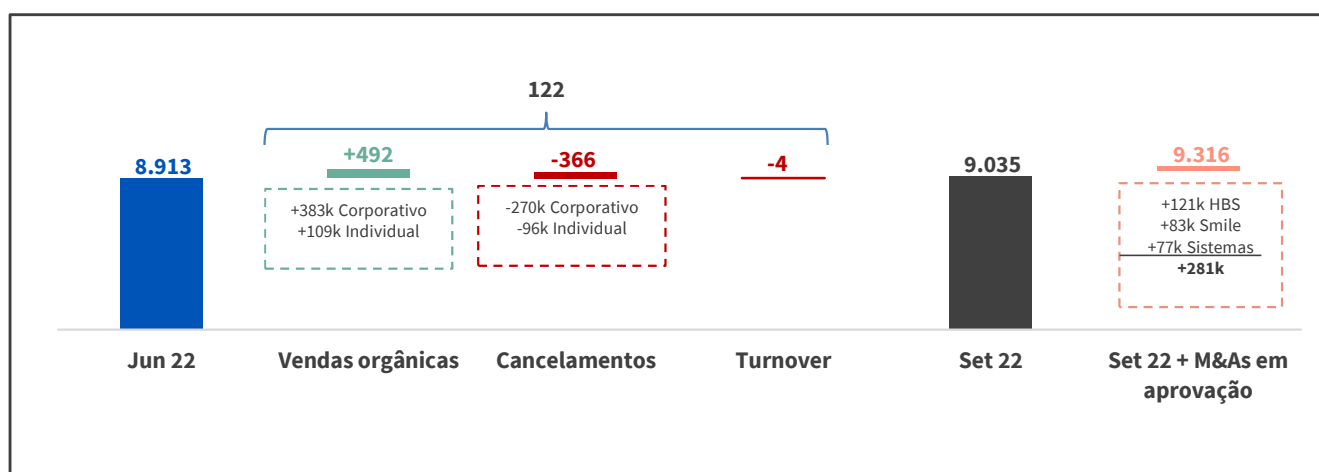 122
8.913
+492
-366
-4
9.035
9.316
+383k Corporativo
+109k Individual
-270k Corporativo
-96k Individual
+121k HBS
+83k Smile
+77k Sistemas
+281k
Jun 22
Vendas orgânicas
Cancelamentos
Turnover
Set 22
Set 22 + M&As em
aprovação